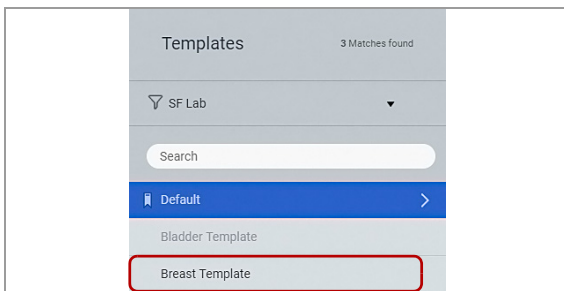 Templates
3 Matches found
SF Lab
Search
Default
Bladder Template
Breast Template